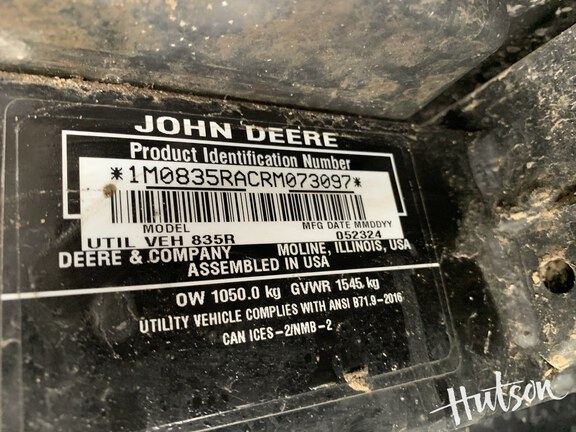 JOHN DEERE
Product Identification Number
*1M0835RACRM073097*
MODEL MFG DATE MMDDYY
UTIL VEH 835R 052324
DEERE & COMPANY MOLINE, ILLINOIS, USA
ASSEMBLED IN USA
OW 1050.0 kg GVWR 1545. kg
UTILITY VEHICLE COMPLIES WITH ANSI B71.9-2016
CAN ICES-2/NMB-2
Hutson